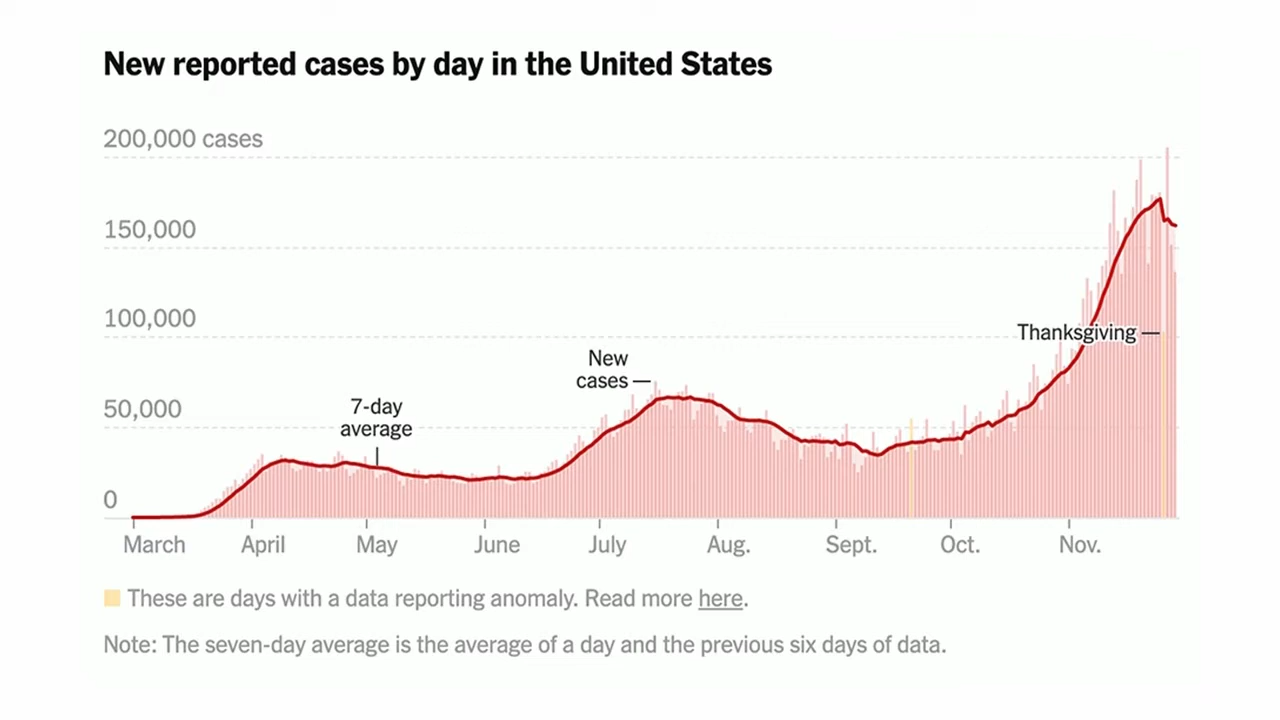 New reported cases by day in the United States
200,000 cases
150,000
100,000
Thanksgiving
New
cases
50,000
7-day
average
0
March April May June July Aug. Sept. Oct. Nov.
These are days with a data reporting anomaly. Read more here.
Note: The seven-day average is the average of a day and the previous six days of data.